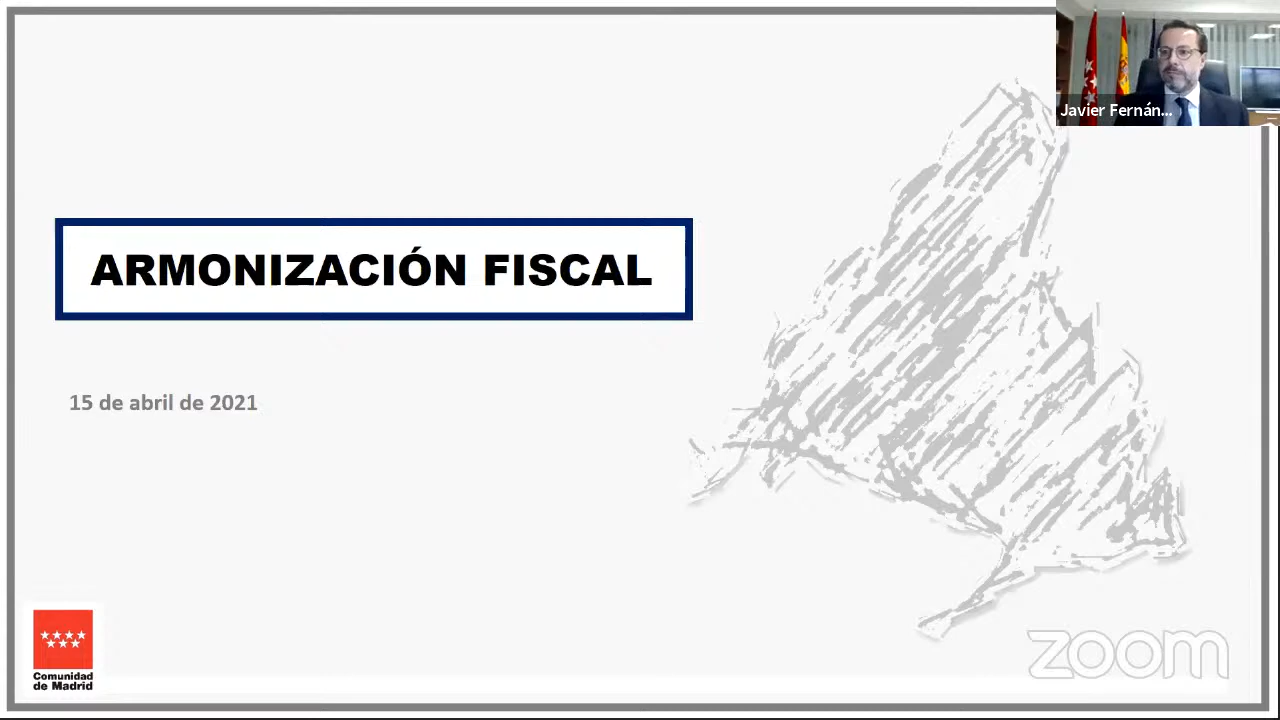 Javier Fernán...
ARMONIZACIÓN FISCAL
15 de abril de 2021
Comunidad
de Madrid
zoom